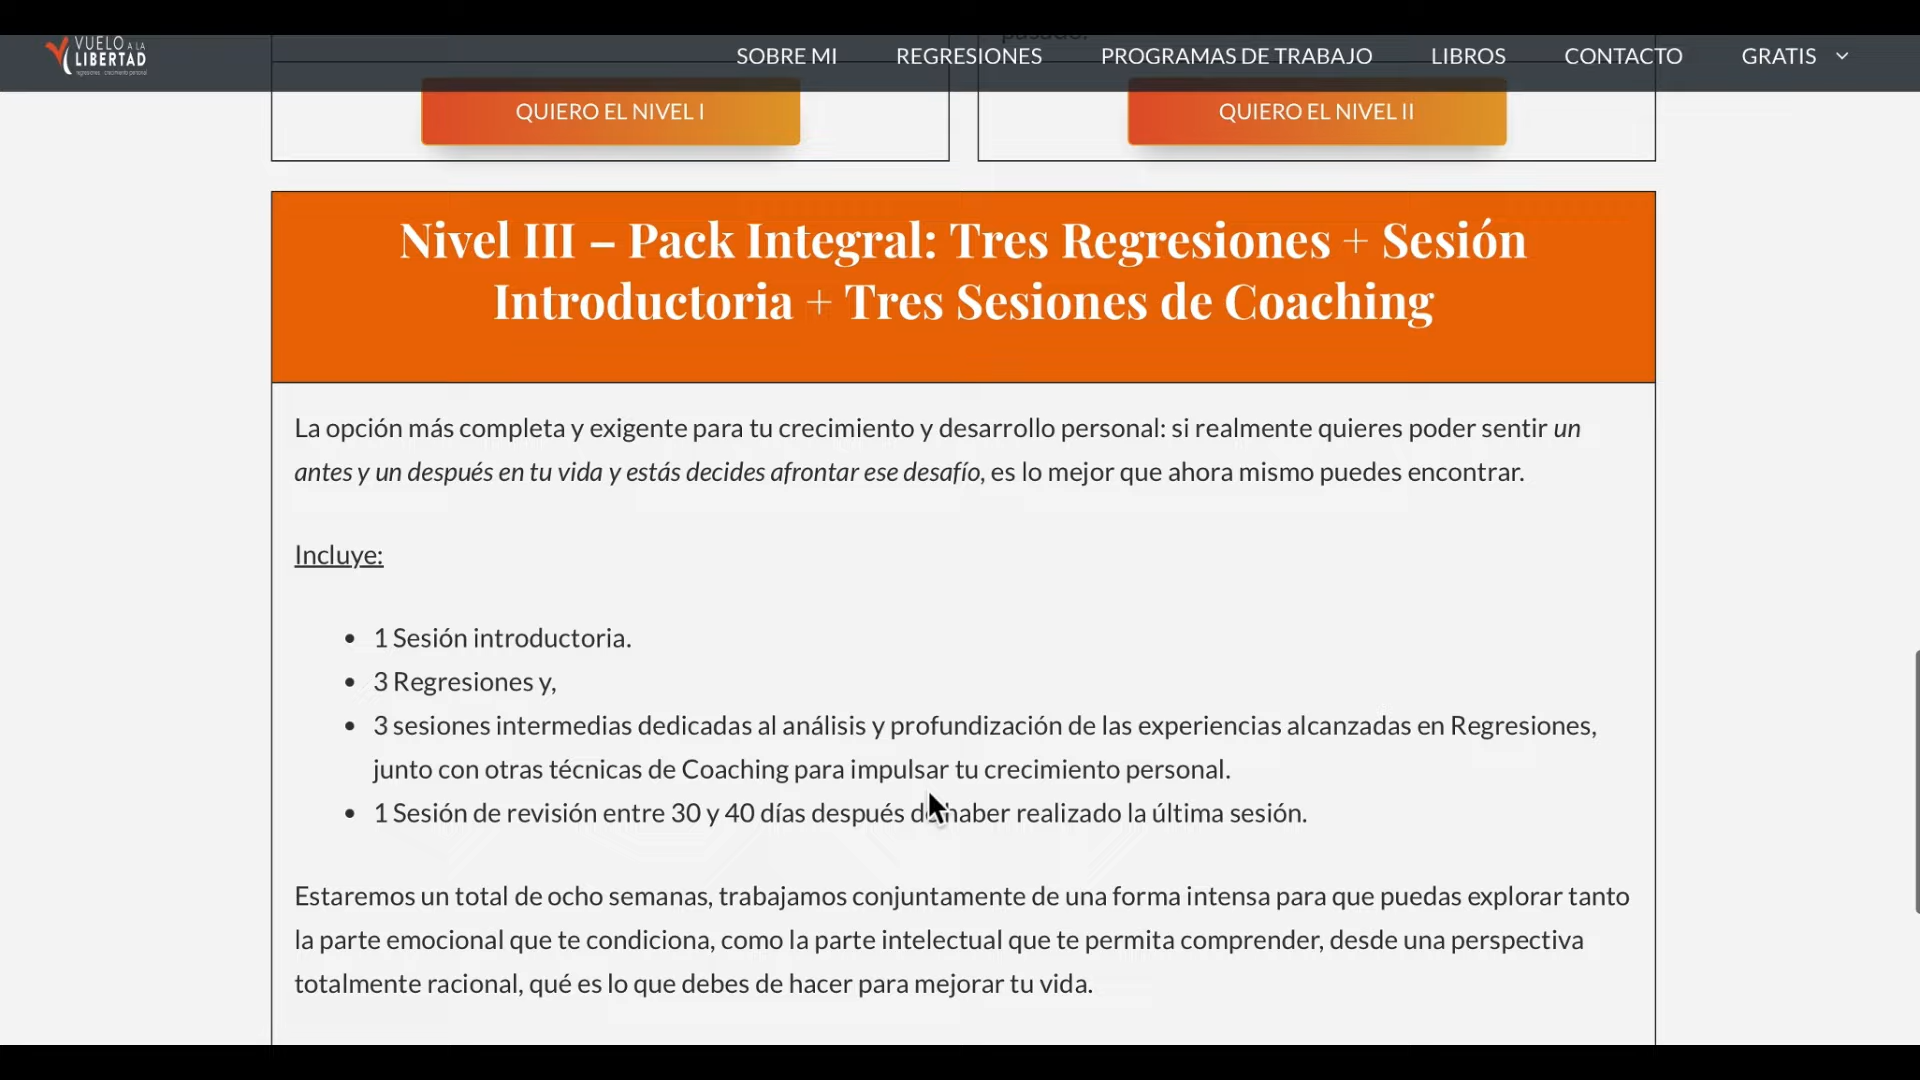 VUELO A LA
LIBERTAD
regresiones · crecimiento personal
SOBRE MI REGRESIONES PROGRAMAS DE TRABAJO LIBROS CONTACTO GRATIS
QUIERO EL NIVEL I QUIERO EL NIVEL II
Nivel III – Pack Integral: Tres Regresiones + Sesión
Introductoria + Tres Sesiones de Coaching
La opción más completa y exigente para tu crecimiento y desarrollo personal: si realmente quieres poder sentir un
antes y un después en tu vida y estás decides afrontar ese desafío, es lo mejor que ahora mismo puedes encontrar.
Incluye:
• 1 Sesión introductoria.
• 3 Regresiones y,
• 3 sesiones intermedias dedicadas al análisis y profundización de las experiencias alcanzadas en Regresiones,
junto con otras técnicas de Coaching para impulsar tu crecimiento personal.
• 1 Sesión de revisión entre 30 y 40 días después de haber realizado la última sesión.
Estaremos un total de ocho semanas, trabajamos conjuntamente de una forma intensa para que puedas explorar tanto
la parte emocional que te condiciona, como la parte intelectual que te permita comprender, desde una perspectiva
totalmente racional, qué es lo que debes de hacer para mejorar tu vida.